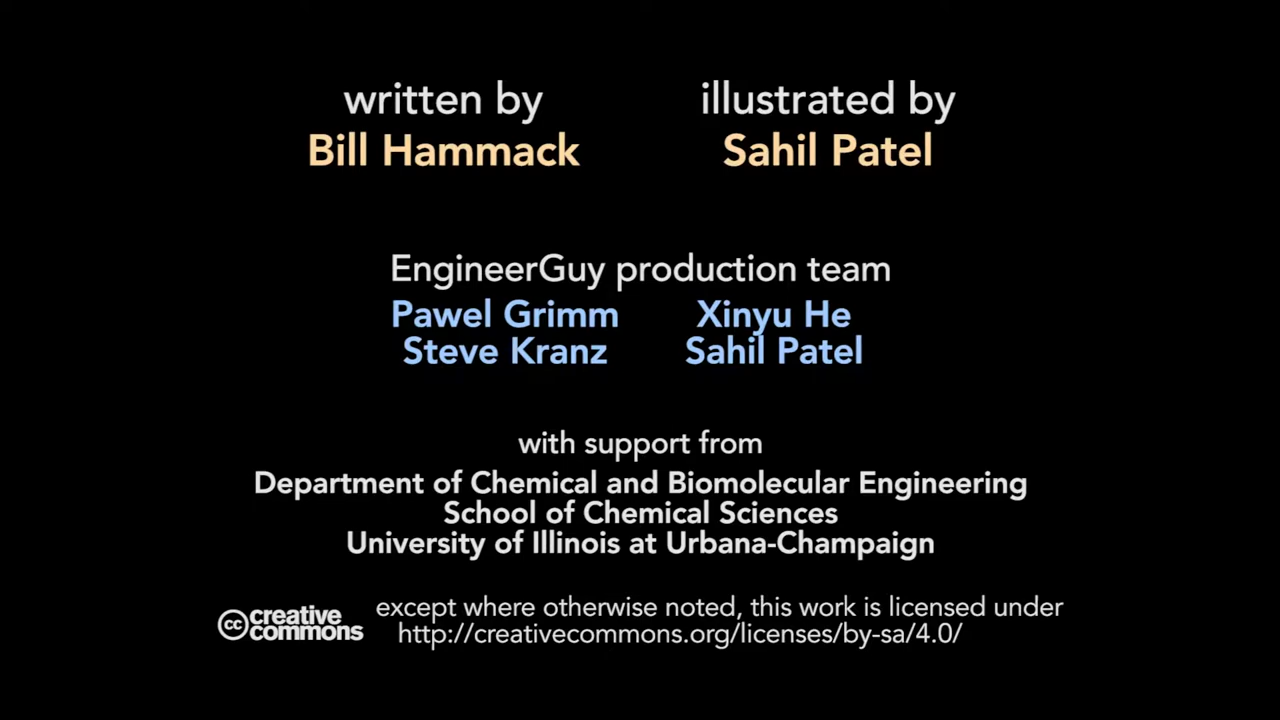 written by
Bill Hammack
illustrated by
Sahil Patel
EngineerGuy production team
Pawel Grimm
Xinyu He
Steve Kranz
Sahil Patel
with support from
Department of Chemical and Biomolecular Engineering
School of Chemical Sciences
University of Illinois at Urbana-Champaign
cc creative
commons
except where otherwise noted, this work is licensed under
http://creativecommons.org/licenses/by-sa/4.0/